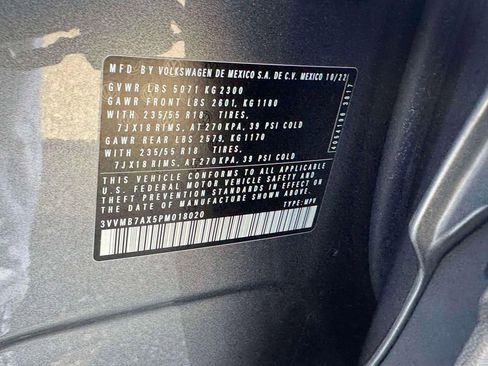 MFD BY VOLKSWAGEN DE MEXICO S.A. DE C.V. MEXICO 10/22
GVWR LBS 5071 KG 2300
GAWR FRONT LBS 2601, KG 1180
WITH 235/55 R18 TIRES,
7JX18 RIMS, AT 270 KPA, 39 PSI COLD
GAWR REAR LBS 2579, KG 1170
WITH 235/55 R18 TIRES,
7JX18 RIMS, AT 270 KPA, 39 PSI COLD
THIS VEHICLE CONFORMS TO ALL APPLICABLE
U.S. FEDERAL MOTOR VEHICLE SAFETY AND
THEFT PREVENTION STANDARDS IN EFFECT ON THE
DATE OF MANUFACTURE SHOWN ABOVE.
3VVMB7AX5PM018020
TYPE: MPV